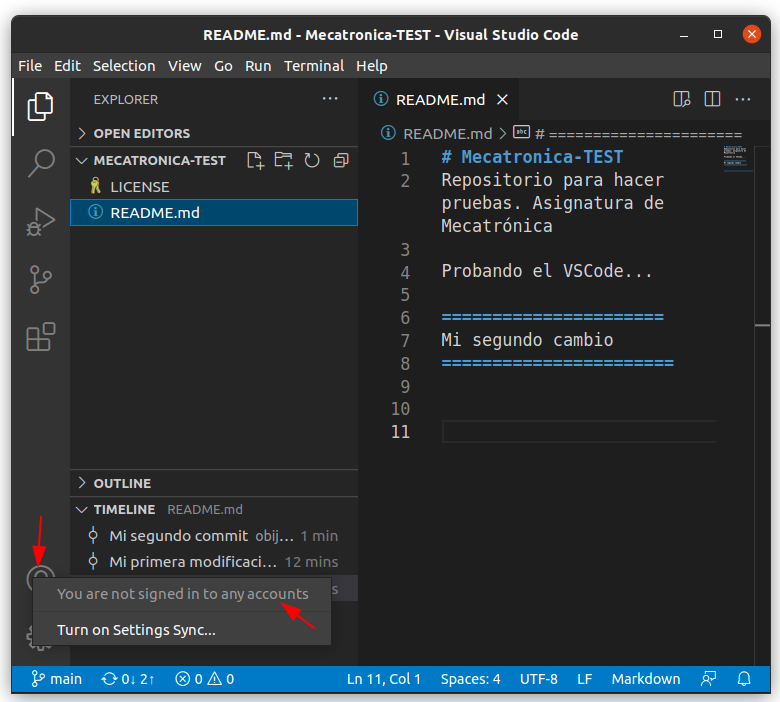 README.md - Mecatronica-TEST - Visual Studio Code
File Edit Selection View Go Run Terminal Help
EXPLORER
README.md
OPEN EDITORS
README.md > abc # ======================
MECATRONICA-TEST
LICENSE
README.md
1 # Mecatronica-TEST
2 Repositorio para hacer
pruebas. Asignatura de
Mecatrónica
3
4 Probando el VSCode...
5
6 ======================
7 Mi segundo cambio
8 =======================
9
10
11
OUTLINE
TIMELINE README.md
Mi segundo commit obij... 1 min
Mi primera modificaci... 12 mins
s
You are not signed in to any accounts
Turn on Settings Sync...
main 0↓ 2↑ 0 0 Ln 11, Col 1 Spaces: 4 UTF-8 LF Markdown